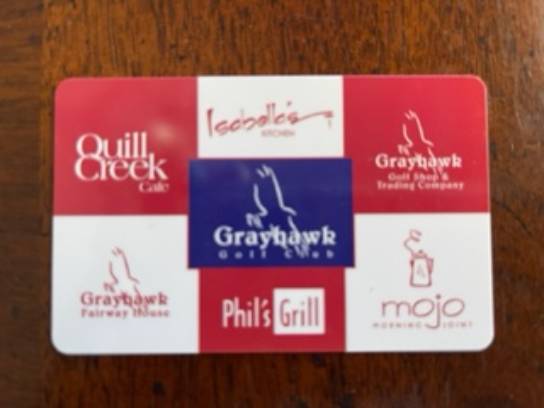 Quill
Creek
Cafe
Isabella's
KITCHEN
Grayhawk
Golf Shop &
Trading Company
Grayhawk
Golf Club
Grayhawk
Fairway House
Phil's Grill
mojo
MORNING JOINT